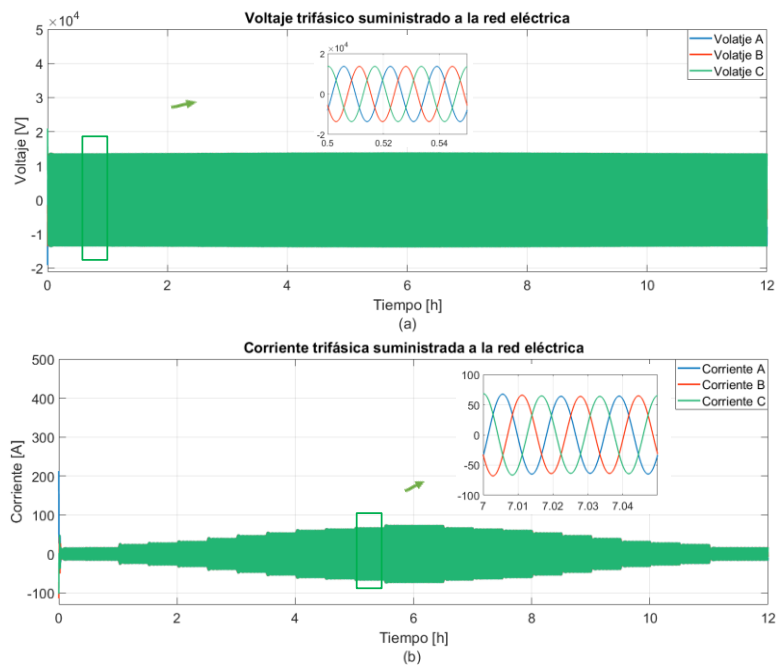 Voltaje trifásico suministrado a la red eléctrica
×10⁴
5
4
3
2
1
0
-1
-2
Voltaje [V]
0 2 4 6 8 10 12
Tiempo [h]
(a)
Volatje A
Volatje B
Volatje C
×10⁴
2
0
-2
0.5 0.52 0.54
Corriente trifásica suministrada a la red eléctrica
500
400
300
200
100
0
-100
Corriente [A]
0 2 4 6 8 10 12
Tiempo [h]
(b)
Corriente A
Corriente B
Corriente C
100
50
0
-50
-100
7 7.01 7.02 7.03 7.04